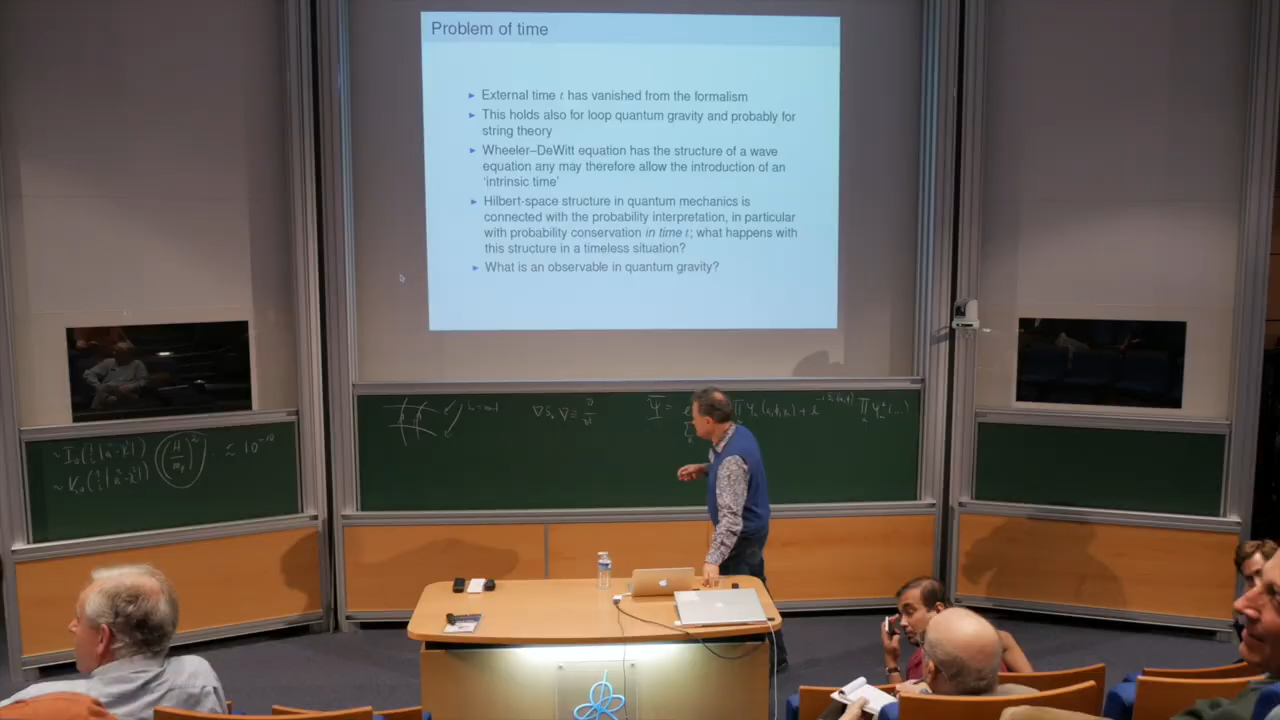 Problem of time
► External time t has vanished from the formalism
► This holds also for loop quantum gravity and probably for
string theory
► Wheeler–DeWitt equation has the structure of a wave
equation any may therefore allow the introduction of an
‘intrinsic time’
► Hilbert-space structure in quantum mechanics is
connected with the probability interpretation, in particular
with probability conservation in time t; what happens with
this structure in a timeless situation?
► What is an observable in quantum gravity?